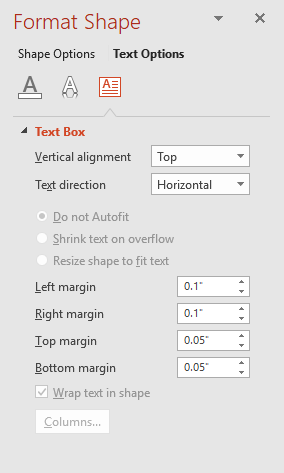 Format Shape
Shape Options Text Options
A A
Text Box
Vertical alignment Top
Text direction Horizontal
Do not Autofit
Shrink text on overflow
Resize shape to fit text
Left margin 0.1"
Right margin 0.1"
Top margin 0.05"
Bottom margin 0.05"
Wrap text in shape
Columns...